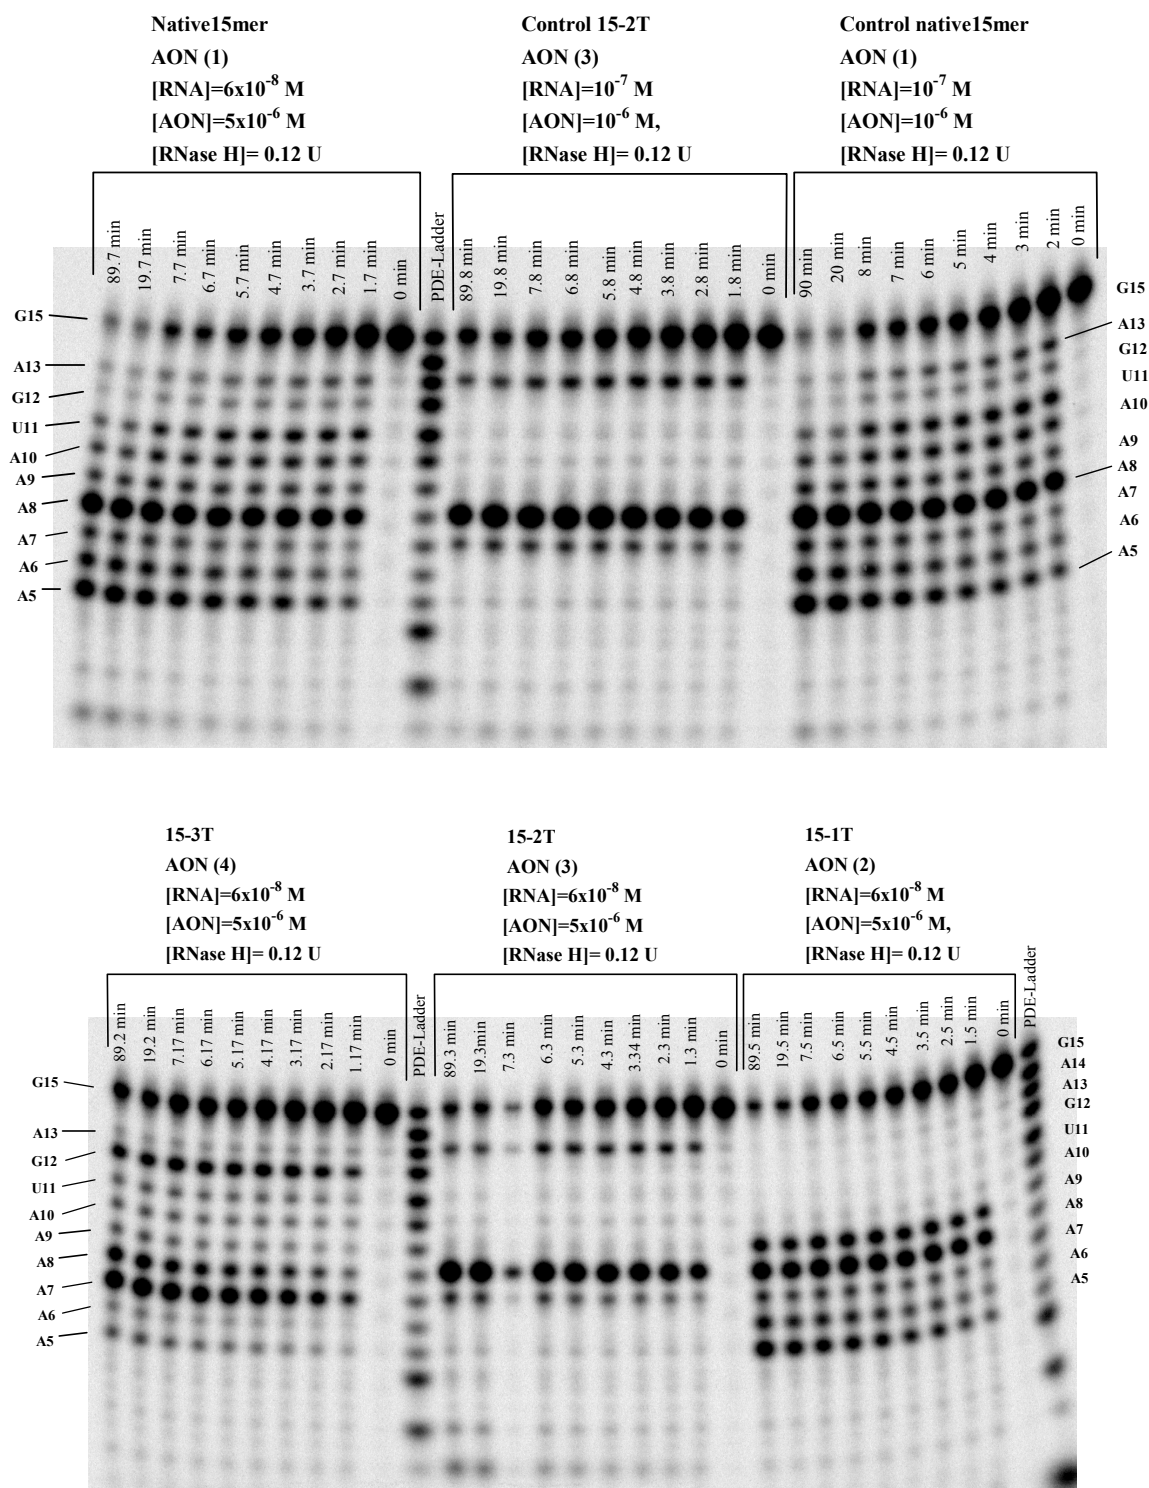 Native15mer
AON (1)
[RNA]=6x10-8 M
[AON]=5x10-6 M
[RNase H]= 0.12 U
Control 15-2T
AON (3)
[RNA]=10-7 M
[AON]=10-6 M,
[RNase H]= 0.12 U
Control native15mer
AON (1)
[RNA]=10-7 M
[AON]=10-6 M
[RNase H]= 0.12 U
89.7 min
19.7 min
7.7 min
6.7 min
5.7 min
4.7 min
3.7 min
2.7 min
1.7 min
0 min
PDE-Ladder
89.8 min
19.8 min
7.8 min
6.8 min
5.8 min
4.8 min
3.8 min
2.8 min
1.8 min
0 min
90 min
20 min
8 min
7 min
6 min
5 min
4 min
3 min
2 min
0 min
G15
A13
G12
U11
A10
A9
A8
A7
A6
A5
G15
A13
G12
U11
A10
A9
A8
A7
A6
A5
15-3T
AON (4)
[RNA]=6x10-8 M
[AON]=5x10-6 M
[RNase H]= 0.12 U
15-2T
AON (3)
[RNA]=6x10-8 M
[AON]=5x10-6 M
[RNase H]= 0.12 U
15-1T
AON (2)
[RNA]=6x10-8 M
[AON]=5x10-6 M,
[RNase H]= 0.12 U
89.2 min
19.2 min
7.17 min
6.17 min
5.17 min
4.17 min
3.17 min
2.17 min
1.17 min
0 min
PDE-Ladder
89.3 min
19.3min
7.3 min
6.3 min
5.3 min
4.3 min
3.34 min
2.3 min
1.3 min
0 min
89.5 min
19.5 min
7.5 min
6.5 min
5.5 min
4.5 min
3.5 min
2.5 min
1.5 min
0 min
PDE-Ladder
G15
A13
G12
U11
A10
A9
A8
A7
A6
A5
G15
A14
A13
G12
U11
A10
A9
A8
A7
A6
A5